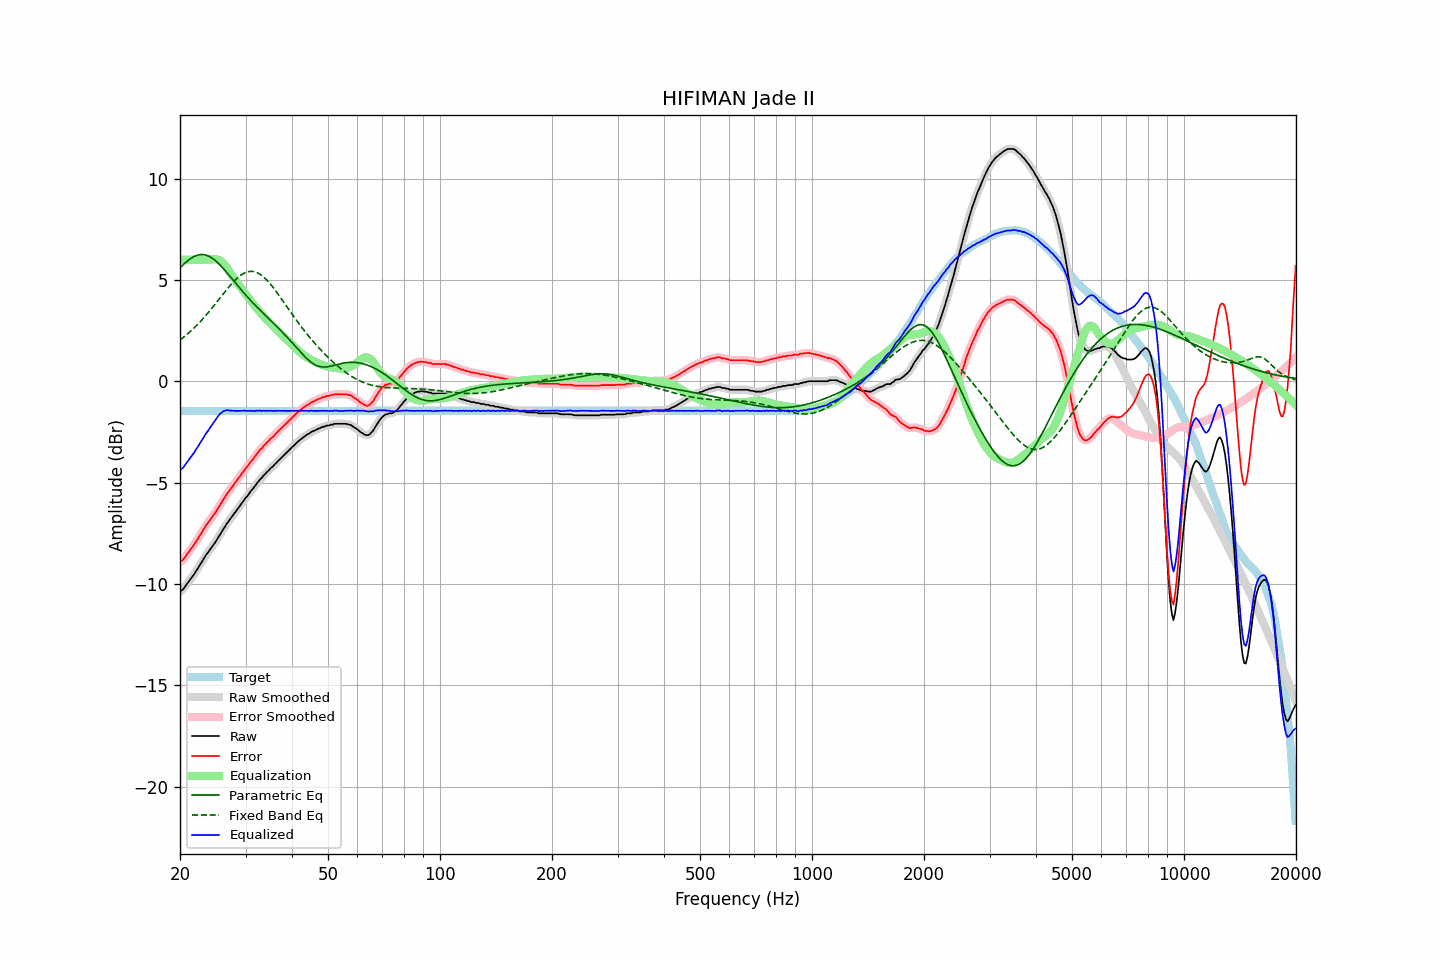 HIFIMAN Jade II
Amplitude (dBr)
10
5
0
−5
−10
−15
−20
Target
Raw Smoothed
Error Smoothed
Raw
Error
Equalization
Parametric Eq
Fixed Band Eq
Equalized
20 50 100 200 500 1000 2000 5000 10000 20000
Frequency (Hz)